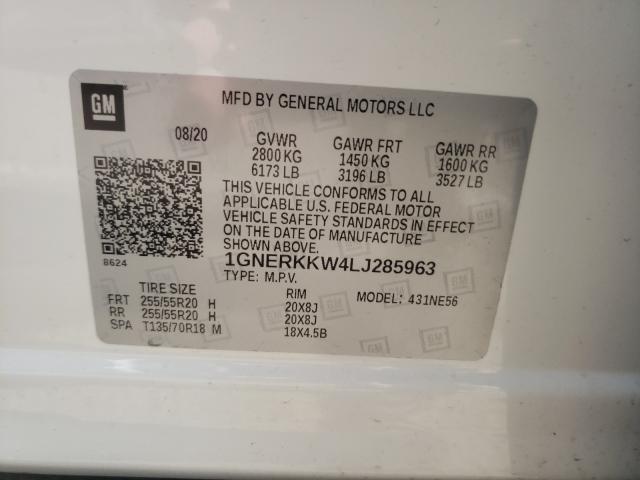 GM
MFD BY GENERAL MOTORS LLC
08/20 GVWR GAWR FRT GAWR RR
2800 KG 1450 KG 1600 KG
6173 LB 3196 LB 3527 LB
THIS VEHICLE CONFORMS TO ALL
APPLICABLE U.S. FEDERAL MOTOR
VEHICLE SAFETY STANDARDS IN EFFECT
ON THE DATE OF MANUFACTURE
SHOWN ABOVE.
8624
1GNERKKW4LJ285963
TYPE: M.P.V.
TIRE SIZE RIM MODEL: 431NE56
FRT 255/55R20 H 20X8J
RR 255/55R20 H 20X8J
SPA T135/70R18 M 18X4.5B